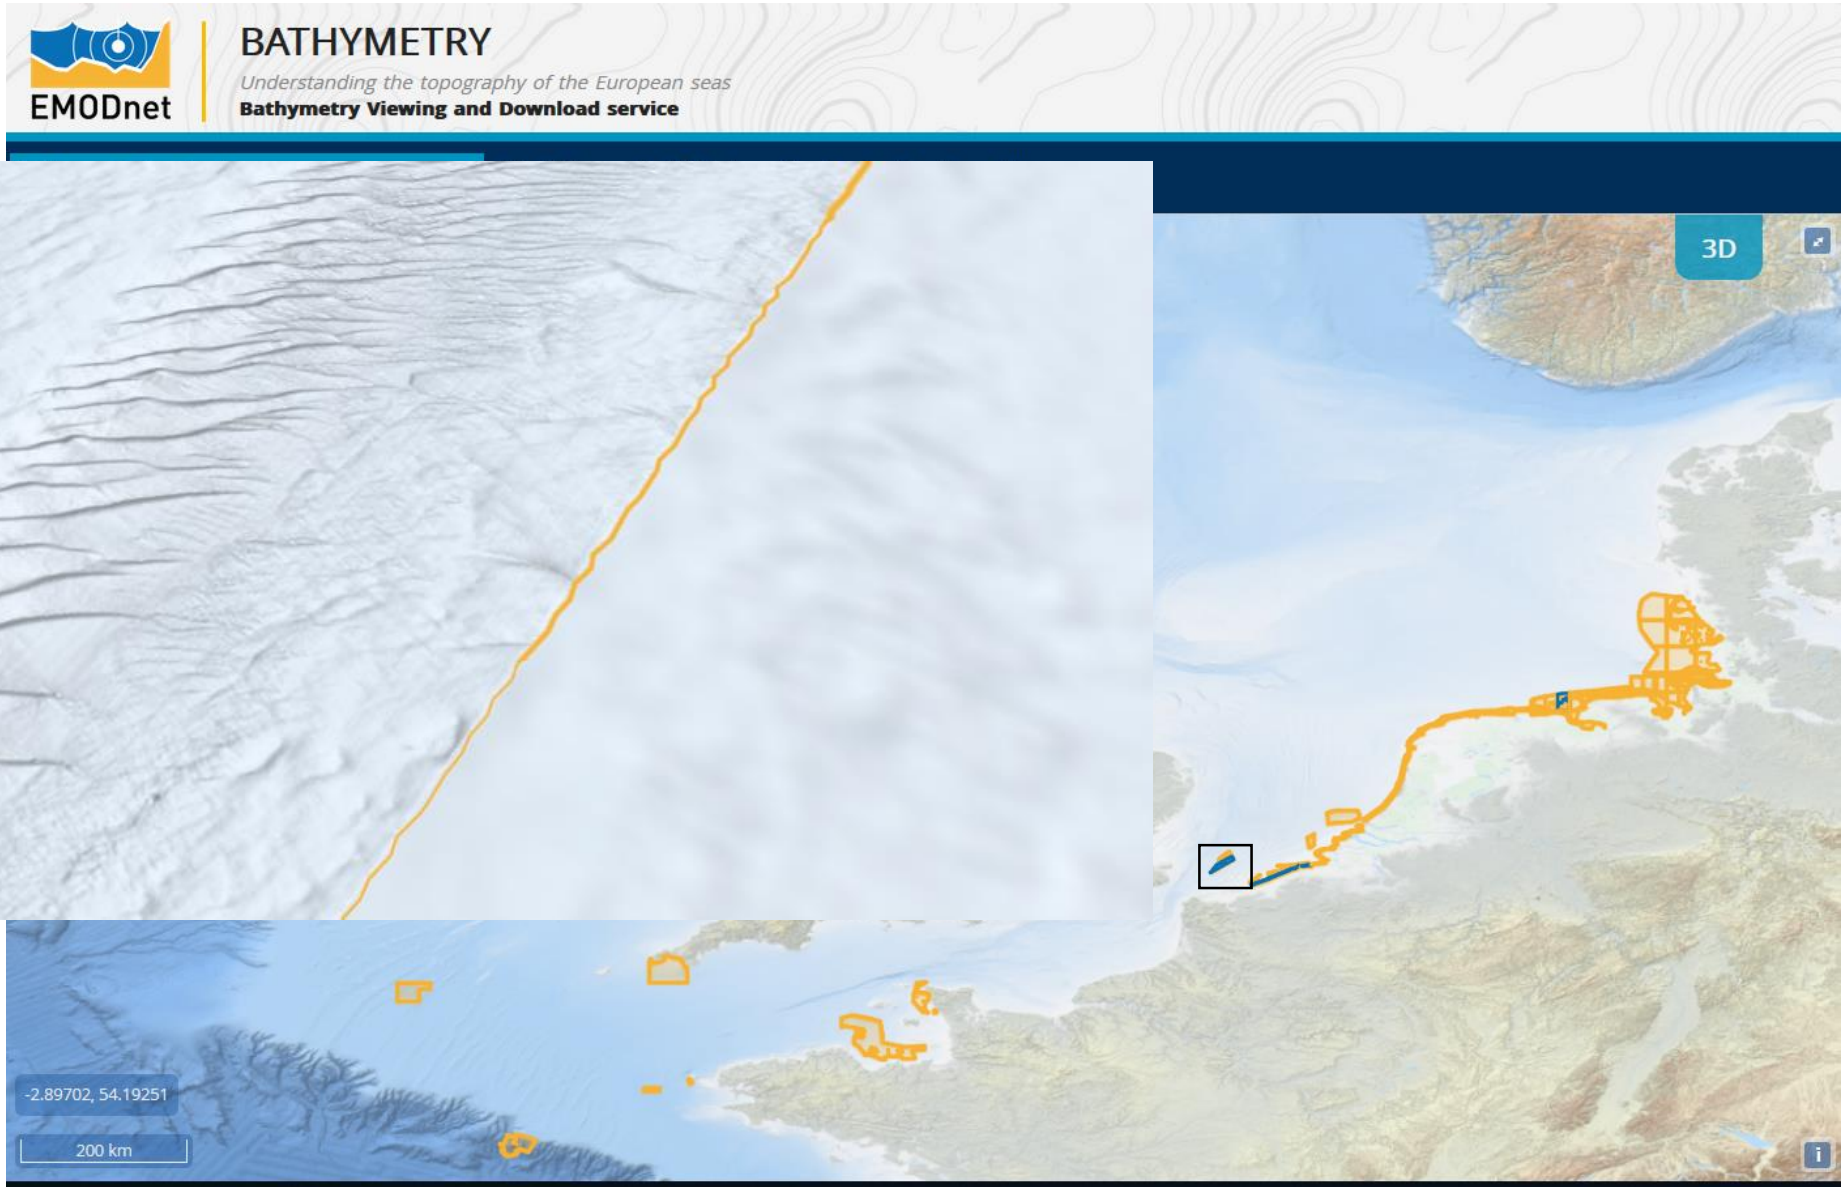 EMODnet
BATHYMETRY
Understanding the topography of the European seas
Bathymetry Viewing and Download service
3D
-2.89702, 54.19251
200 km
i